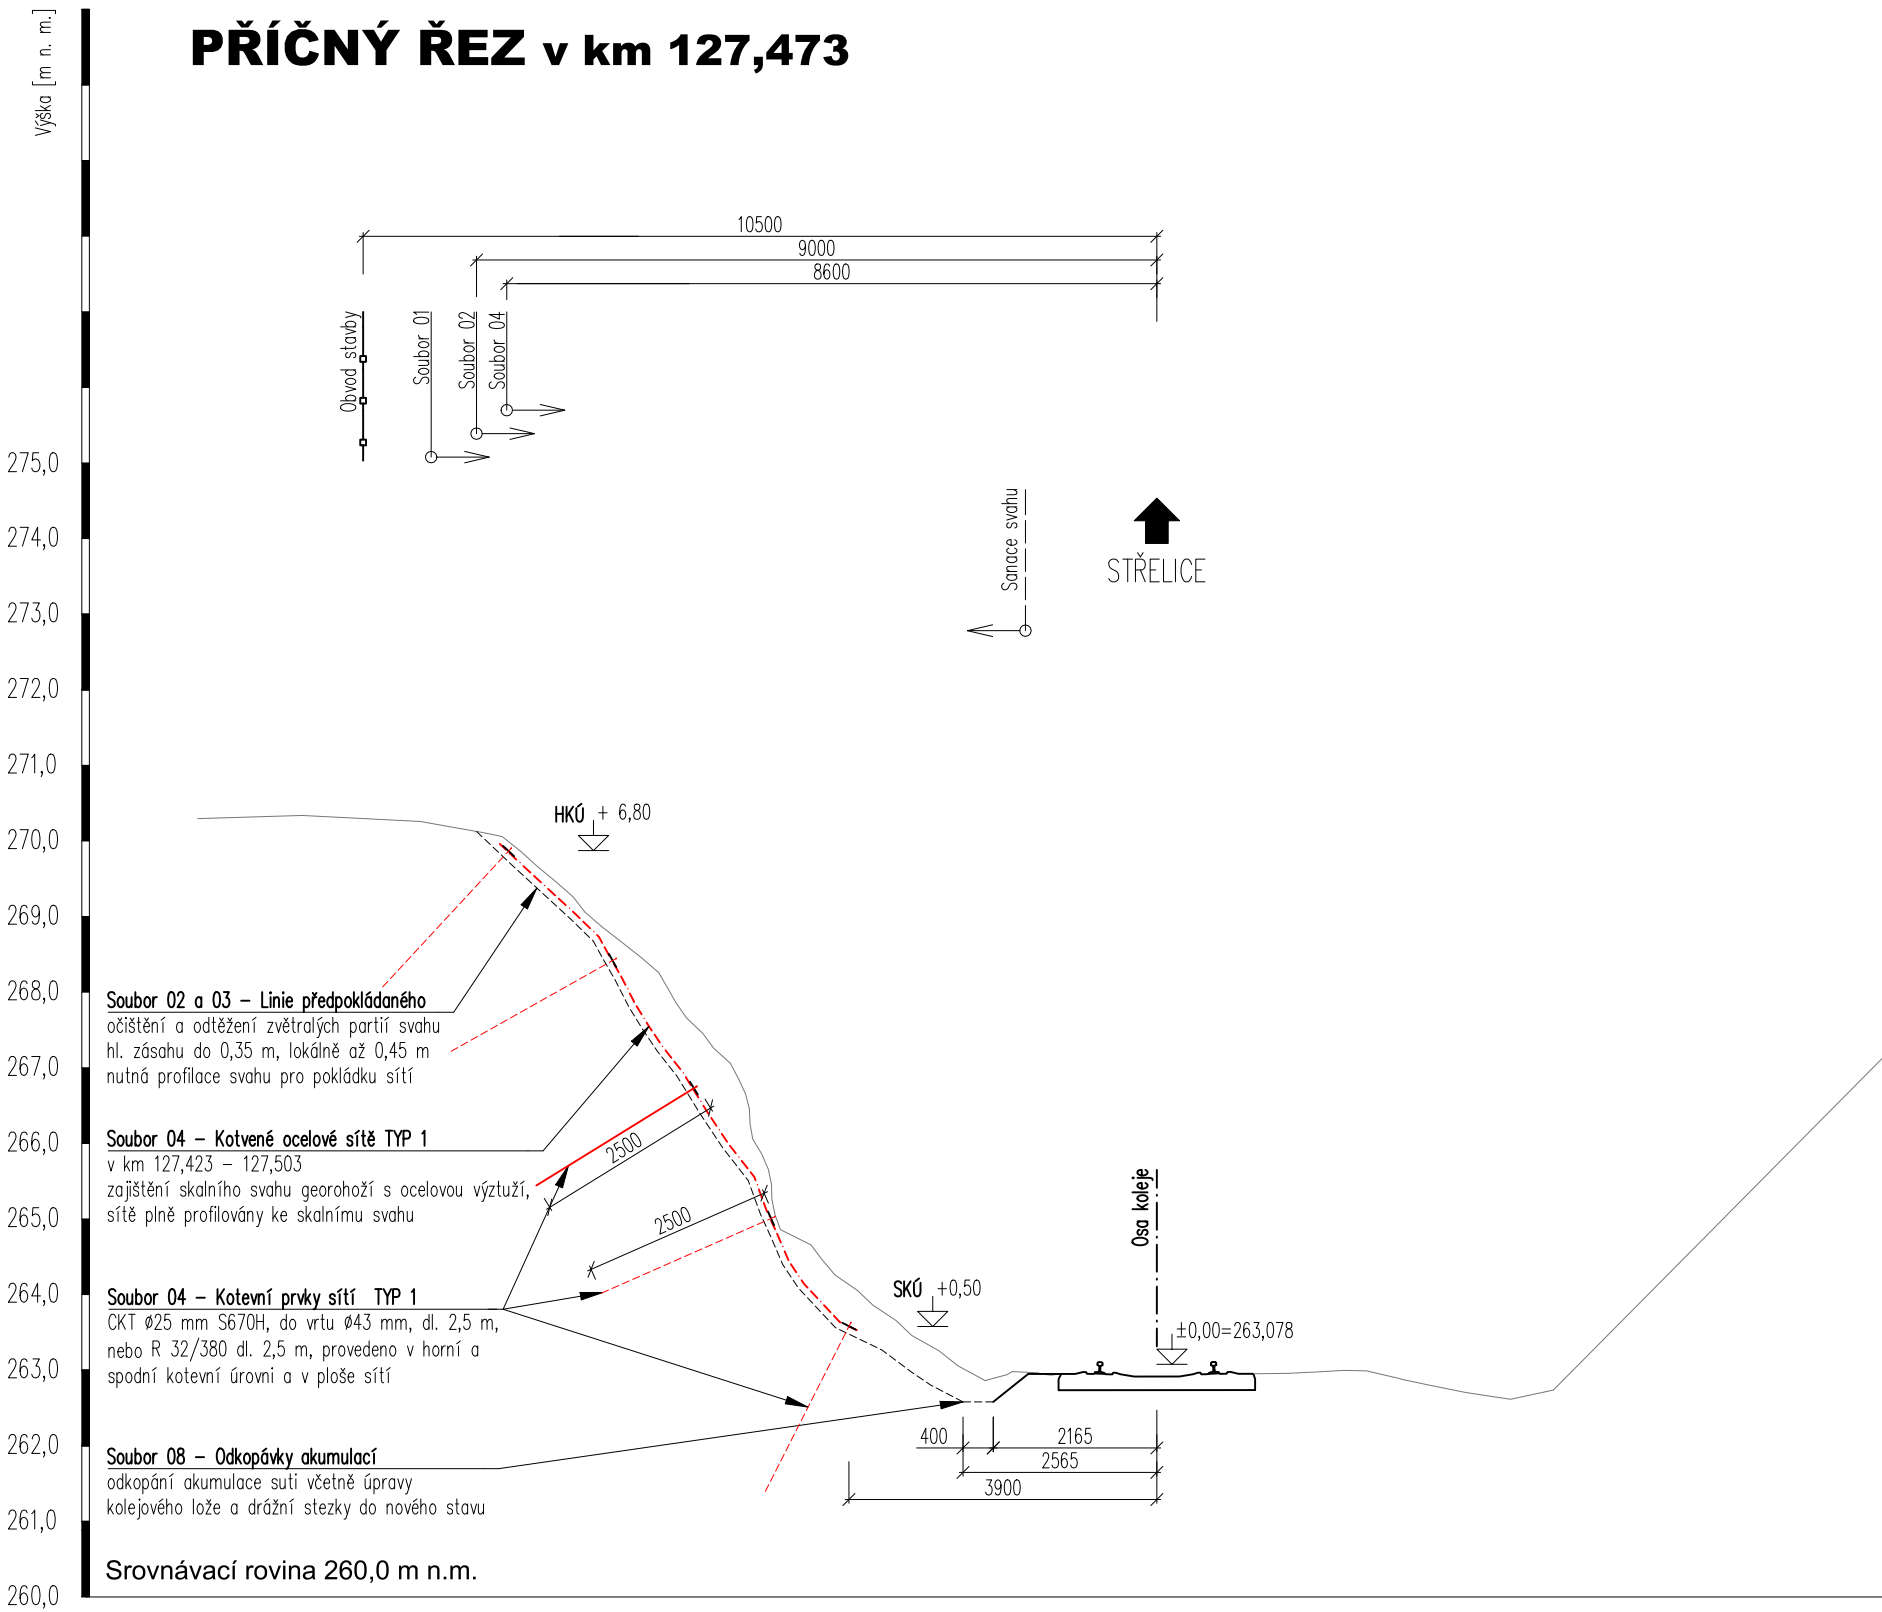 PŘÍČNÝ ŘEZ v km 127,473
Výška [m n. m.]
10500
9000
8600
Obvod stavby
Soubor 01
Soubor 02
Soubor 04
Sanace svahu
STŘELICE
275,0
274,0
273,0
272,0
271,0
270,0
269,0
268,0
267,0
266,0
265,0
264,0
263,0
262,0
261,0
260,0
HKÚ + 6,80
Soubor 02 a 03 – Linie předpokládaného
očištění a odtěžení zvětralých partií svahu
hl. zásahu do 0,35 m, lokálně až 0,45 m
nutná profilace svahu pro pokládku sítí
Soubor 04 – Kotvené ocelové sítě TYP 1
v km 127,423 – 127,503
zajištění skalního svahu georohoží s ocelovou výztuží,
sítě plně profilovány ke skalnímu svahu
2500
2500
Osa koleje
SKÚ +0,50
±0,00=263,078
Soubor 04 – Kotevní prvky sítí TYP 1
CKT ø25 mm S670H, do vrtu ø43 mm, dl. 2,5 m,
nebo R 32/380 dl. 2,5 m, provedeno v horní a
spodní kotevní úrovni a v ploše sítí
400
2165
2565
3900
Soubor 08 – Odkopávky akumulací
odkopání akumulace suti včetně úpravy
kolejového lože a drážní stezky do nového stavu
Srovnávací rovina 260,0 m n.m.